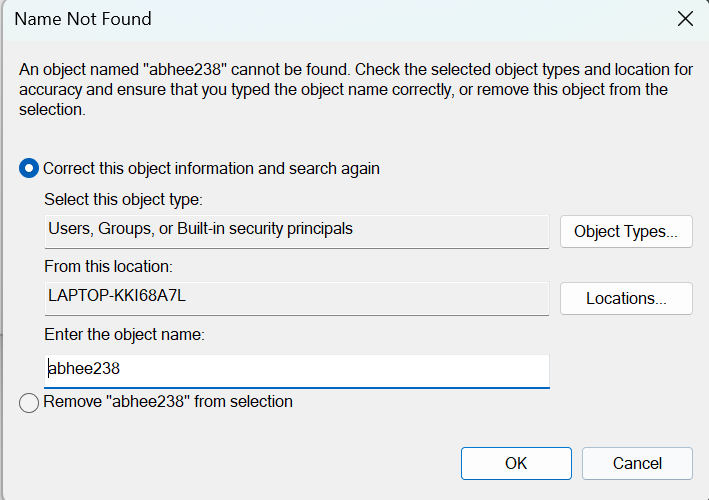 Name Not Found
An object named "abhee238" cannot be found. Check the selected object types and location for
accuracy and ensure that you typed the object name correctly, or remove this object from the
selection.
Correct this object information and search again
Select this object type:
Users, Groups, or Built-in security principals
Object Types...
From this location:
LAPTOP-KKI68A7L
Locations...
Enter the object name:
abhee238
Remove "abhee238" from selection
OK
Cancel